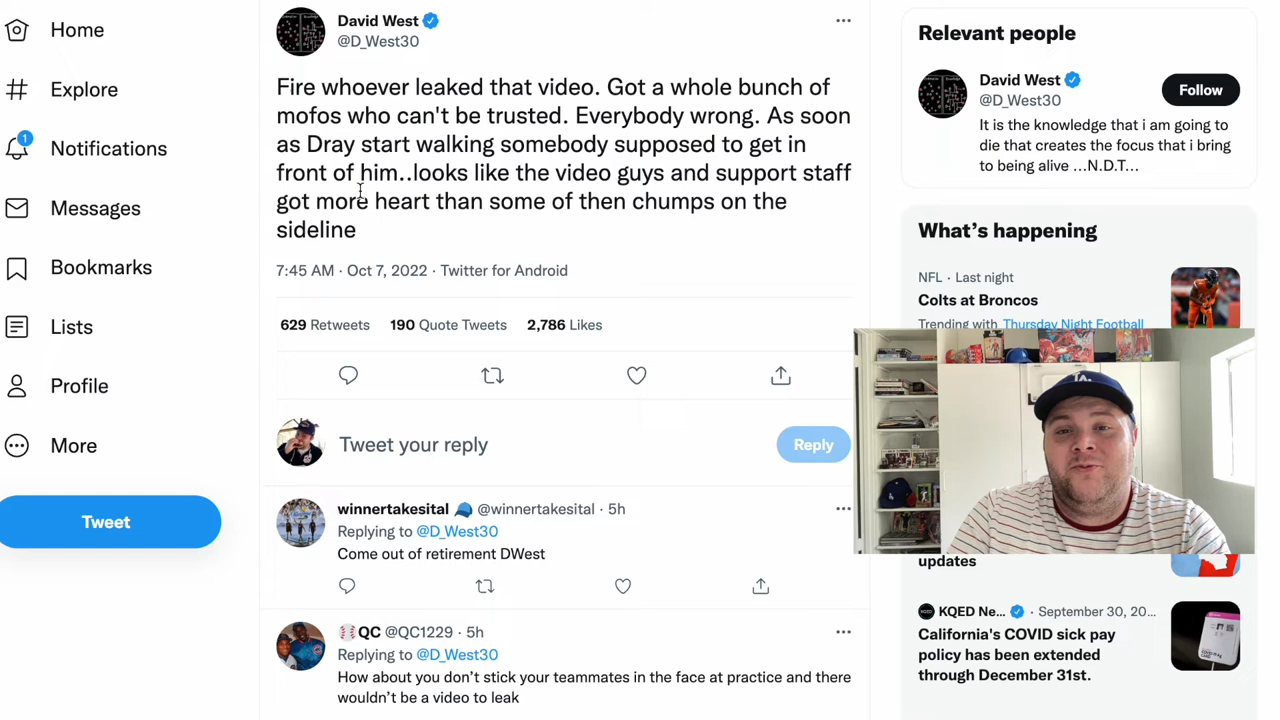 Home
Explore
1
Notifications
Messages
Bookmarks
Lists
Profile
More
Tweet
David West
@D_West30
Fire whoever leaked that video. Got a whole bunch of
mofos who can't be trusted. Everybody wrong. As soon
as Dray start walking somebody supposed to get in
front of him..looks like the video guys and support staff
got more heart than some of then chumps on the
sideline
7:45 AM · Oct 7, 2022 · Twitter for Android
629 Retweets 190 Quote Tweets 2,786 Likes
Tweet your reply
Reply
winnertakesital @winnertakesital · 5h
Replying to @D_West30
Come out of retirement DWest
QC @QC1229 · 5h
Replying to @D_West30
How about you don't stick your teammates in the face at practice and there
wouldn't be a video to leak
Relevant people
David West
@D_West30
Follow
It is the knowledge that i am going to
die that creates the focus that i bring
to being alive ...N.D.T...
What's happening
NFL · Last night
Colts at Broncos
Trending with Thursday Night Football
LA
updates
KQED Ne... · September 30, 20...
California's COVID sick pay
policy has been extended
through December 31st.